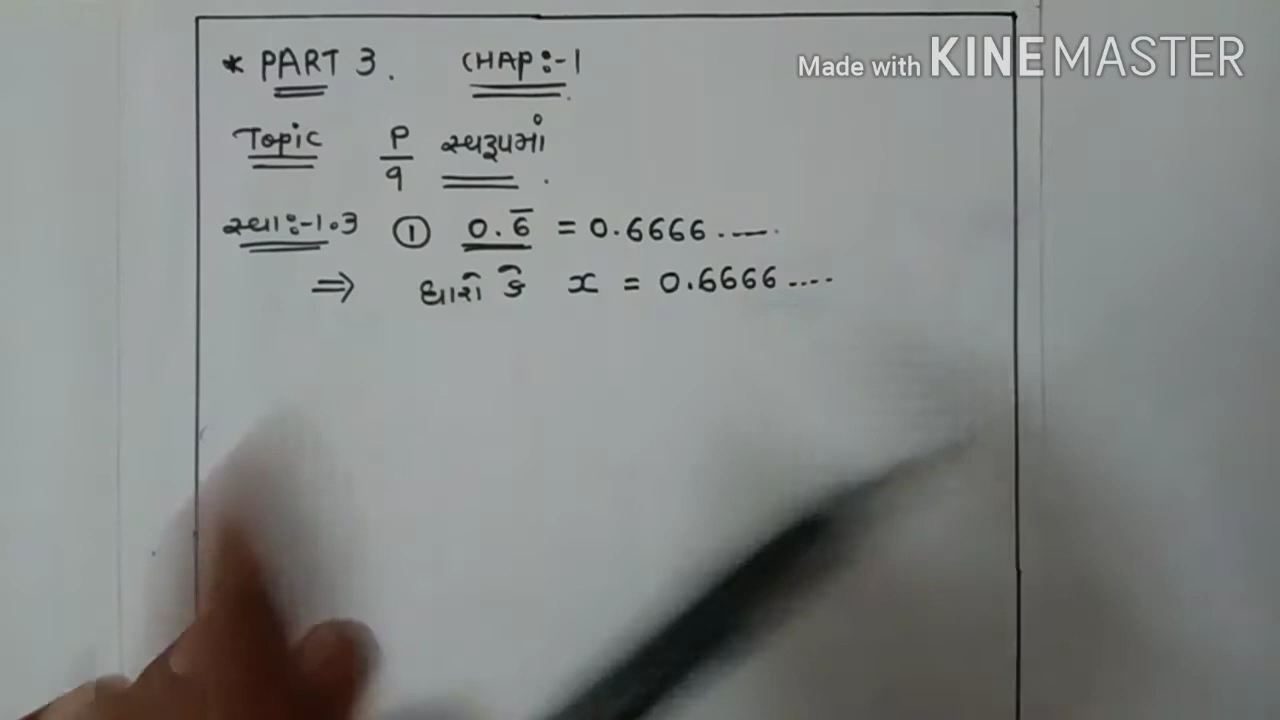 * PART 3. CHAP:-1
Made with KINEMASTER
Topic P/q સ્વરૂપમાં.
સ્વા:-1.3 ① 0.6̅ = 0.6666.....
⇒ ધારો કે x = 0.6666....